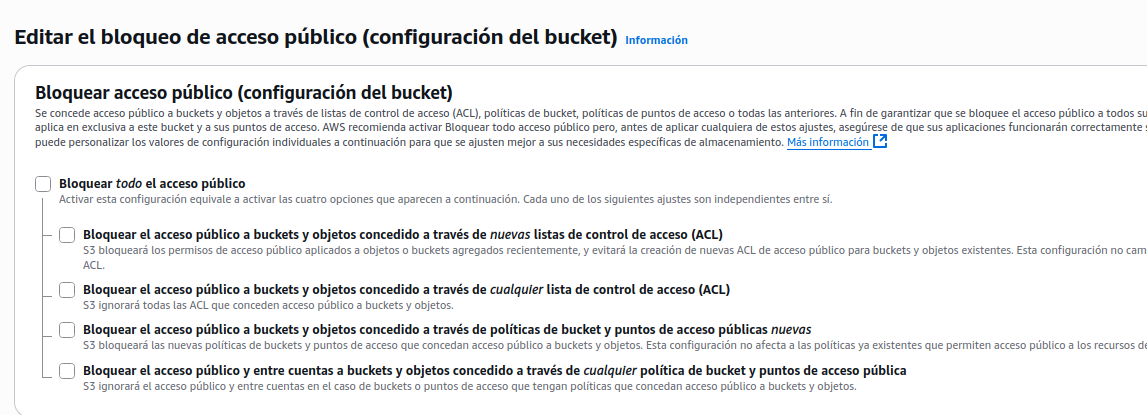 Editar el bloqueo de acceso público (configuración del bucket) Información
Bloquear acceso público (configuración del bucket)
Se concede acceso público a buckets y objetos a través de listas de control de acceso (ACL), políticas de bucket, políticas de puntos de acceso o todas las anteriores. A fin de garantizar que se bloquee el acceso público a todos su
aplica en exclusiva a este bucket y a sus puntos de acceso. AWS recomienda activar Bloquear todo acceso público pero, antes de aplicar cualquiera de estos ajustes, asegúrese de que sus aplicaciones funcionarán correctamente
puede personalizar los valores de configuración individuales a continuación para que se ajusten mejor a sus necesidades específicas de almacenamiento. Más información
Bloquear todo el acceso público
Activar esta configuración equivale a activar las cuatro opciones que aparecen a continuación. Cada uno de los siguientes ajustes son independientes entre sí.
Bloquear el acceso público a buckets y objetos concedido a través de nuevas listas de control de acceso (ACL)
S3 bloqueará los permisos de acceso público aplicados a objetos o buckets agregados recientemente, y evitará la creación de nuevas ACL de acceso público para buckets y objetos existentes. Esta configuración no cam
ACL.
Bloquear el acceso público a buckets y objetos concedido a través de cualquier lista de control de acceso (ACL)
S3 ignorará todas las ACL que conceden acceso público a buckets y objetos.
Bloquear el acceso público a buckets y objetos concedido a través de políticas de bucket y puntos de acceso públicas nuevas
S3 bloqueará las nuevas políticas de buckets y puntos de acceso que concedan acceso público a buckets y objetos. Esta configuración no afecta a las políticas ya existentes que permiten acceso público a los recursos de
Bloquear el acceso público y entre cuentas a buckets y objetos concedido a través de cualquier política de bucket y puntos de acceso pública
S3 ignorará el acceso público y entre cuentas en el caso de buckets o puntos de acceso que tengan políticas que concedan acceso público a buckets y objetos.